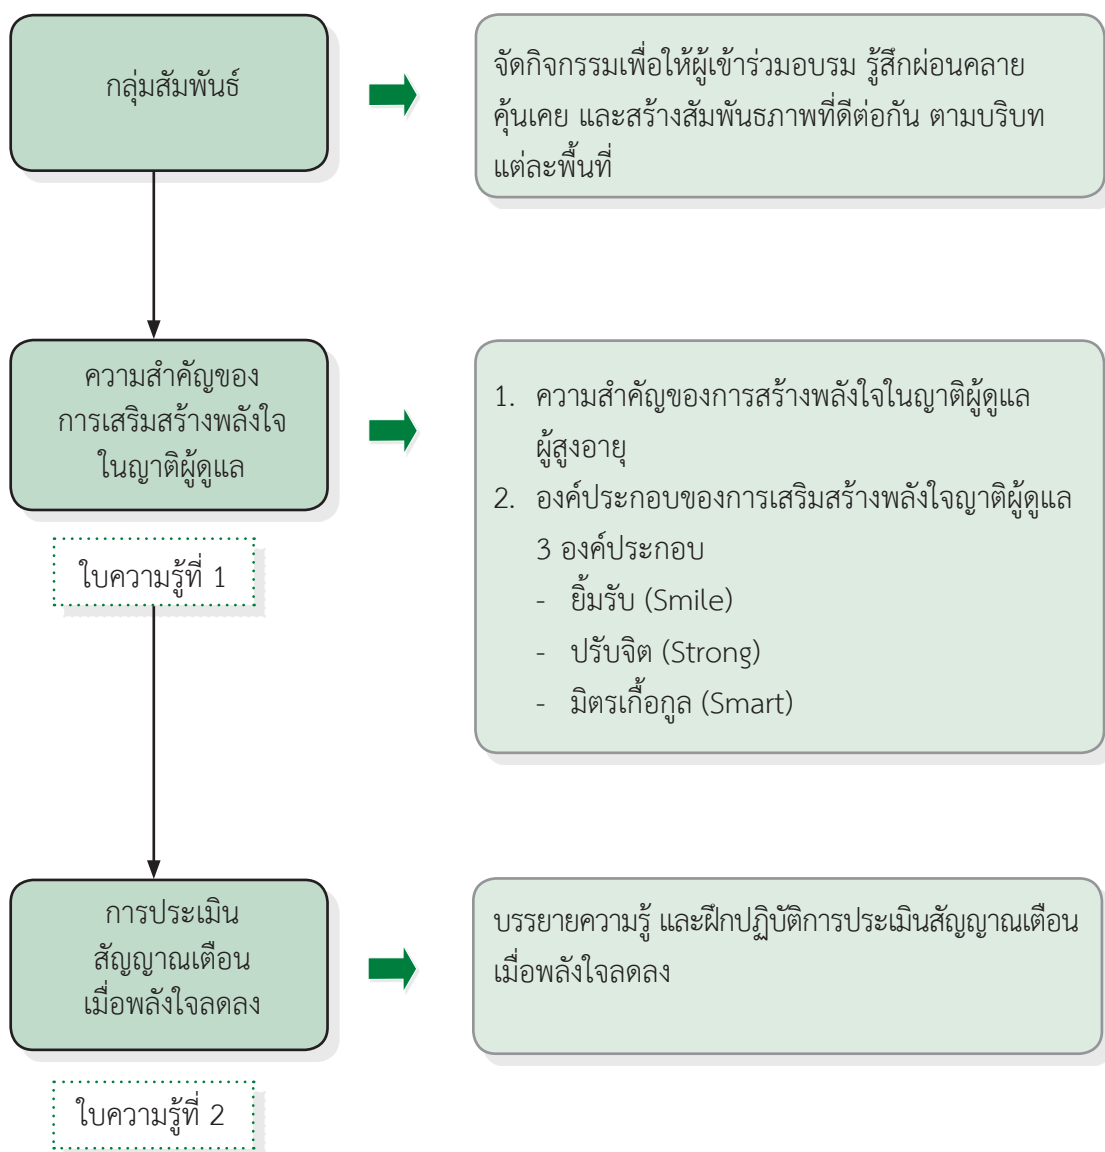 กลุ่มสัมพันธ์
จัดกิจกรรมเพื่อให้ผู้เข้าร่วมอบรม รู้สึกผ่อนคลาย
คุ้นเคย และสร้างสัมพันธภาพที่ดีต่อกัน ตามบริบท
แต่ละพื้นที่
ความสำคัญของ
การเสริมสร้างพลังใจ
ในญาติผู้ดูแล
ใบความรู้ที่ 1
1. ความสำคัญของการสร้างพลังใจในญาติผู้ดูแล
ผู้สูงอายุ
2. องค์ประกอบของการเสริมสร้างพลังใจญาติผู้ดูแล
3 องค์ประกอบ
- ยิ้มรับ (Smile)
- ปรับจิต (Strong)
- มิตรเกื้อกูล (Smart)
การประเมิน
สัญญาณเตือน
เมื่อพลังใจลดลง
บรรยายความรู้ และฝึกปฏิบัติการประเมินสัญญาณเตือน
เมื่อพลังใจลดลง
ใบความรู้ที่ 2